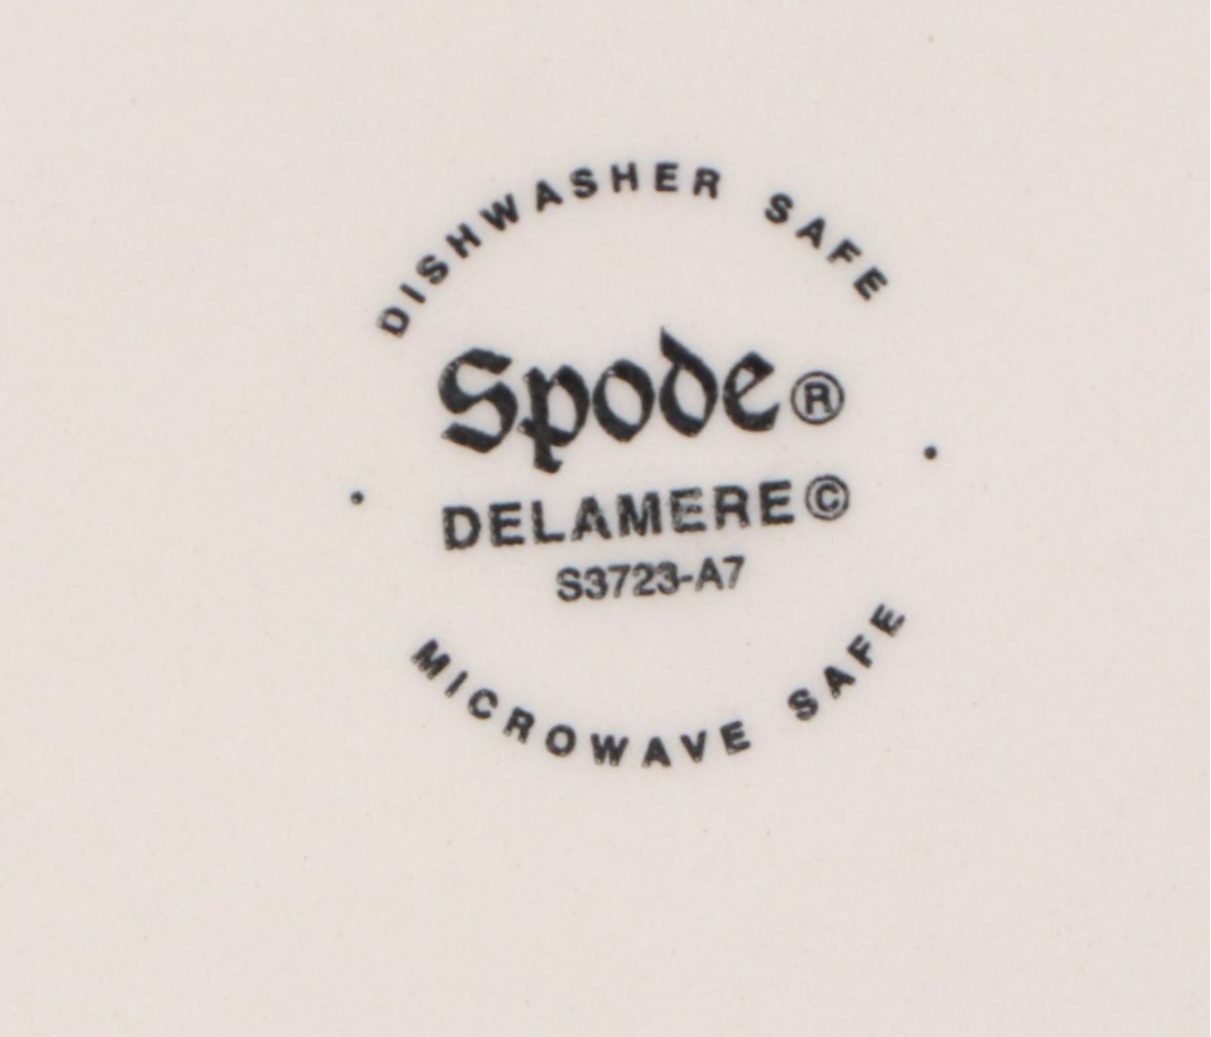 DISHWASHER SAFE
Spode®
DELAMERE©
S3723-A7
MICROWAVE SAFE